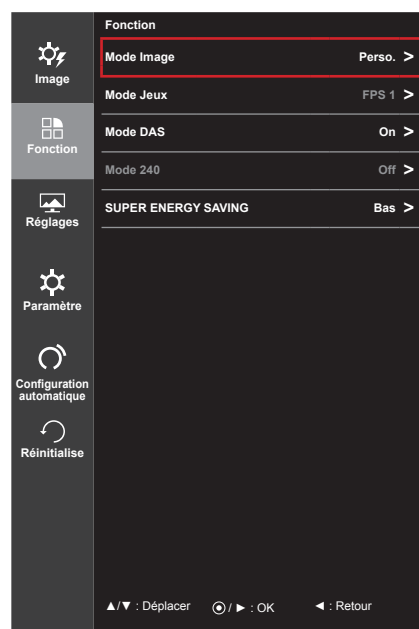 Image
Fonction
Réglages
Paramètre
Configuration
automatique
Réinitialise
Fonction
Mode Image Perso. >
Mode Jeux FPS 1 >
Mode DAS On >
Mode 240 Off >
SUPER ENERGY SAVING Bas >
▲/▼ : Déplacer ◉ / ► : OK ◄ : Retour